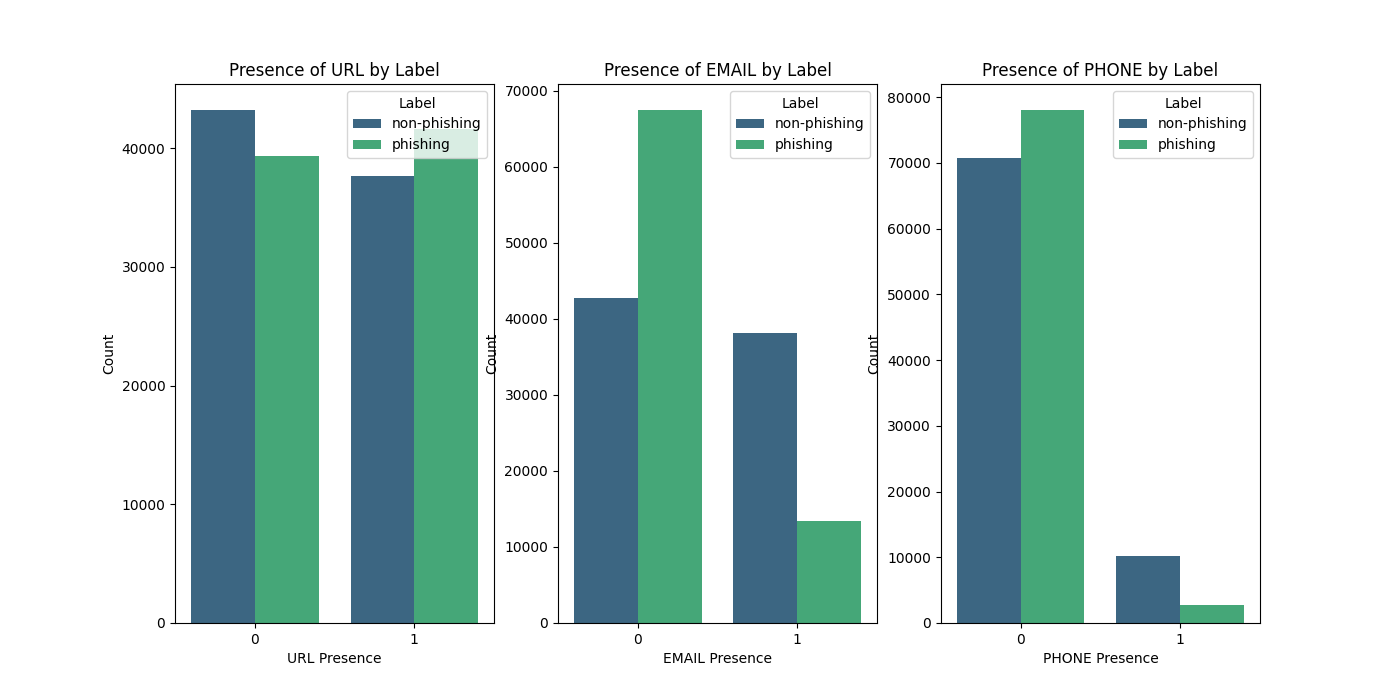 Presence of URL by Label
Label
non-phishing
phishing
40000
30000
20000
10000
0
Count
0 1
URL Presence
Presence of EMAIL by Label
Label
non-phishing
phishing
70000
60000
50000
40000
30000
20000
10000
0
Count
0 1
EMAIL Presence
Presence of PHONE by Label
Label
non-phishing
phishing
80000
70000
60000
50000
40000
30000
20000
10000
0
Count
0 1
PHONE Presence